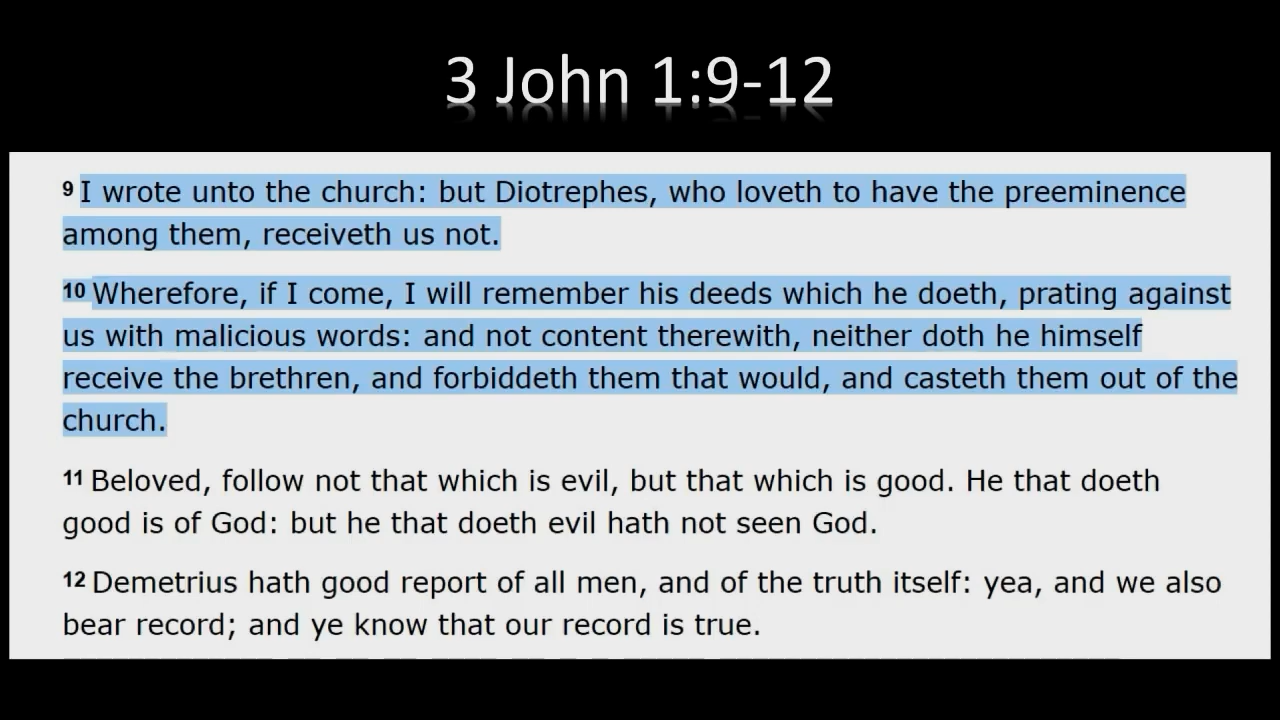 3 John 1:9-12
9 I wrote unto the church: but Diotrephes, who loveth to have the preeminence
among them, receiveth us not.
10 Wherefore, if I come, I will remember his deeds which he doeth, prating against
us with malicious words: and not content therewith, neither doth he himself
receive the brethren, and forbiddeth them that would, and casteth them out of the
church.
11 Beloved, follow not that which is evil, but that which is good. He that doeth
good is of God: but he that doeth evil hath not seen God.
12 Demetrius hath good report of all men, and of the truth itself: yea, and we also
bear record; and ye know that our record is true.